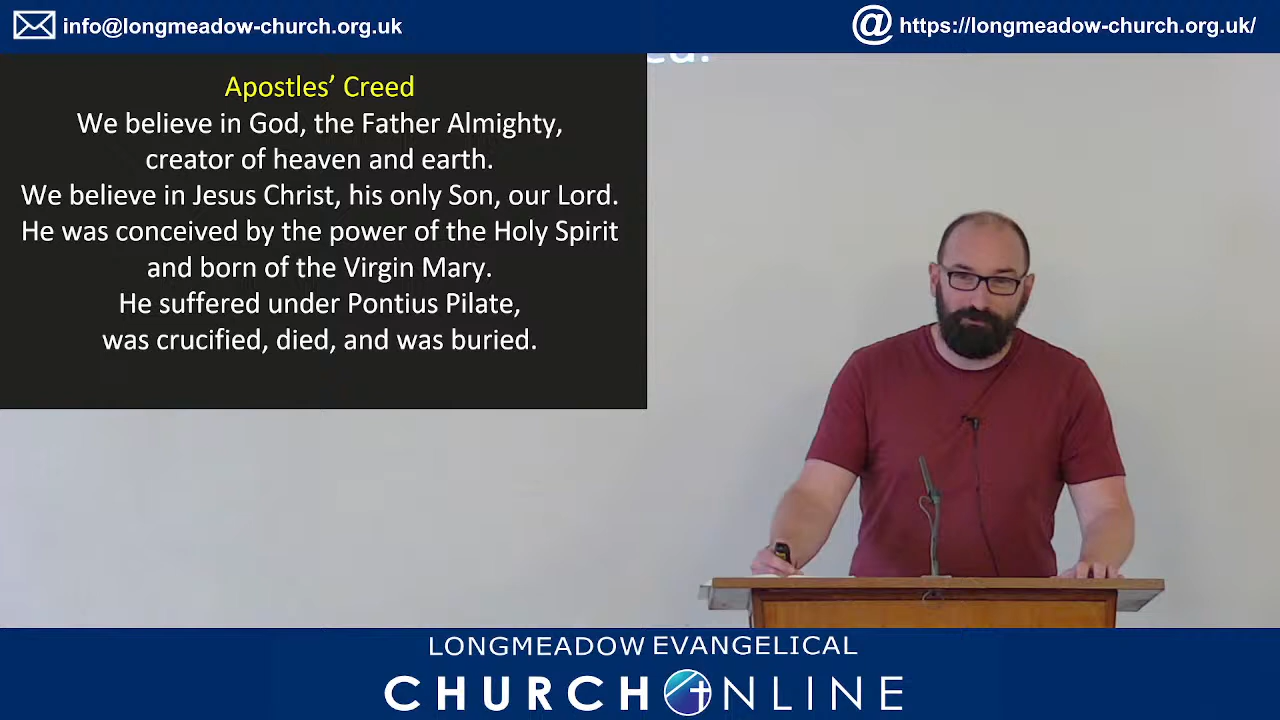 info@longmeadow-church.org.uk
https://longmeadow-church.org.uk/
Apostles’ Creed
We believe in God, the Father Almighty,
creator of heaven and earth.
We believe in Jesus Christ, his only Son, our Lord.
He was conceived by the power of the Holy Spirit
and born of the Virgin Mary.
He suffered under Pontius Pilate,
was crucified, died, and was buried.
LONGMEADOW EVANGELICAL
CHURCH ONLINE